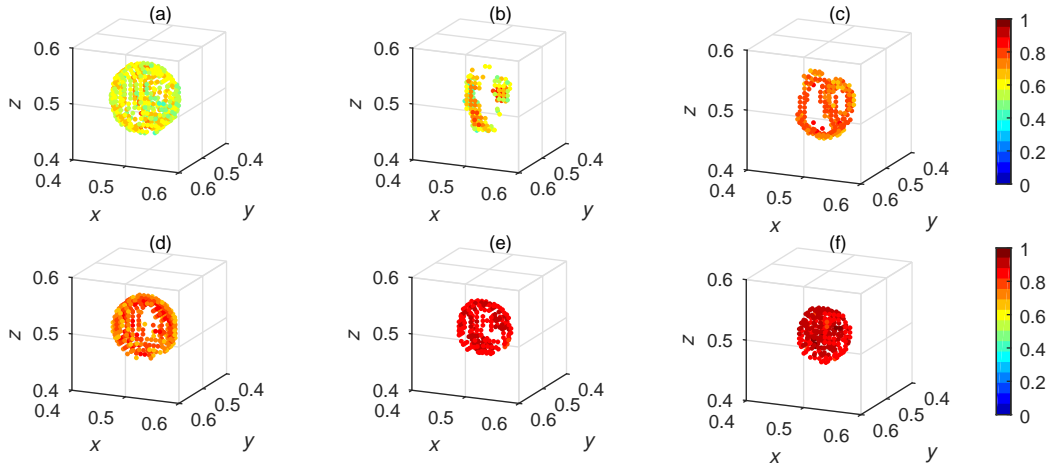 (a) (b) (c)
0.6 0.6 0.6 1
0.8
z 0.5 z 0.5 z 0.5 0.6
0.4
0.4 0.4 0.4 0.2
0.4 0.4 0.4 0.4 0.4 0.4 0
0.5 0.5 0.5 0.5 0.5 0.5
0.6 0.6 0.6 0.6 0.6 0.6
x y x y x y
(d) (e) (f)
0.6 0.6 0.6 1
0.8
z 0.5 z 0.5 z 0.5 0.6
0.4
0.4 0.4 0.4 0.2
0.4 0.4 0.4 0.4 0.4 0.4 0
0.5 0.5 0.5 0.5 0.5 0.5
0.6 0.6 0.6 0.6 0.6 0.6
x y x y x y